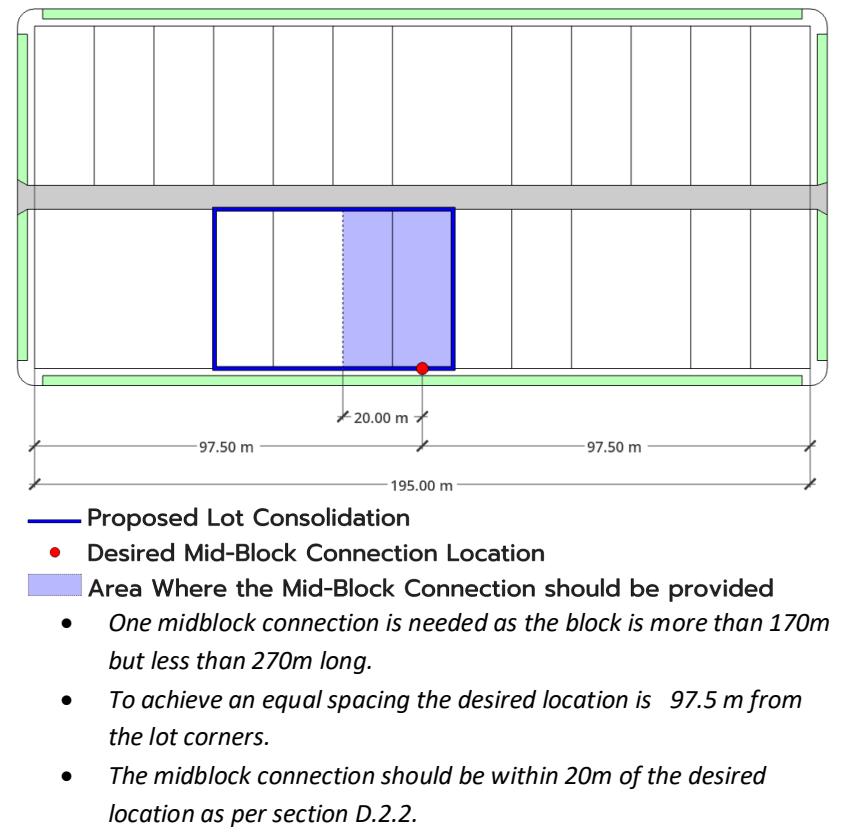 20.00 m
97.50 m
97.50 m
195.00 m
Proposed Lot Consolidation
• Desired Mid-Block Connection Location
Area Where the Mid-Block Connection should be provided
• One midblock connection is needed as the block is more than 170m
but less than 270m long.
• To achieve an equal spacing the desired location is 97.5 m from
the lot corners.
• The midblock connection should be within 20m of the desired
location as per section D.2.2.